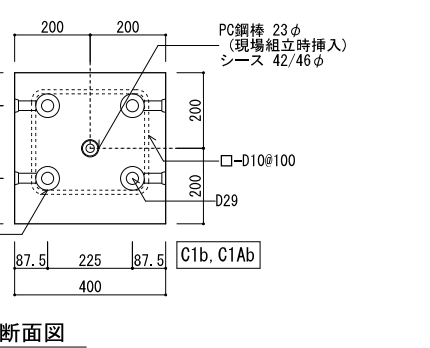 200
200
PC鋼棒 23φ
(現場組立時挿入)
シース 42/46φ
200
□-D10@100
200
D29
87.5
225
87.5
C1b, C1Ab
400
断面図